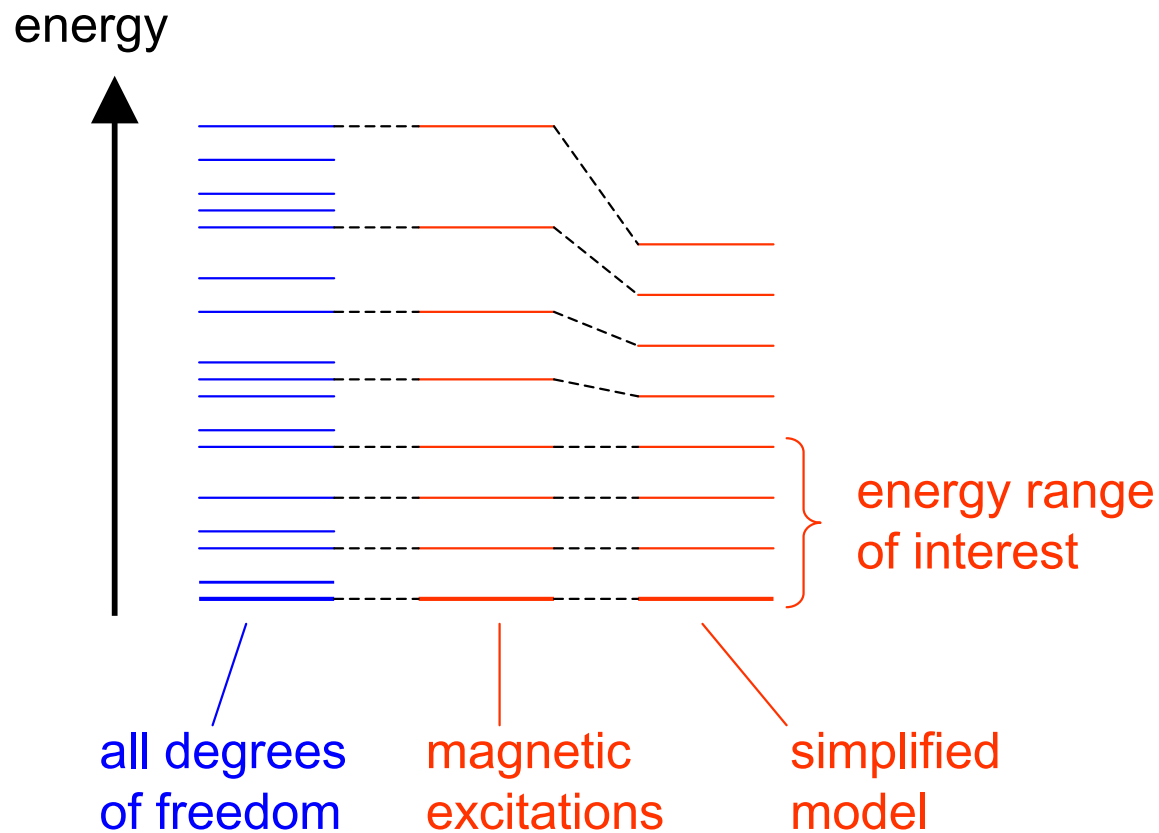 energy
energy range
of interest
all degrees
of freedom
magnetic
excitations
simplified
model